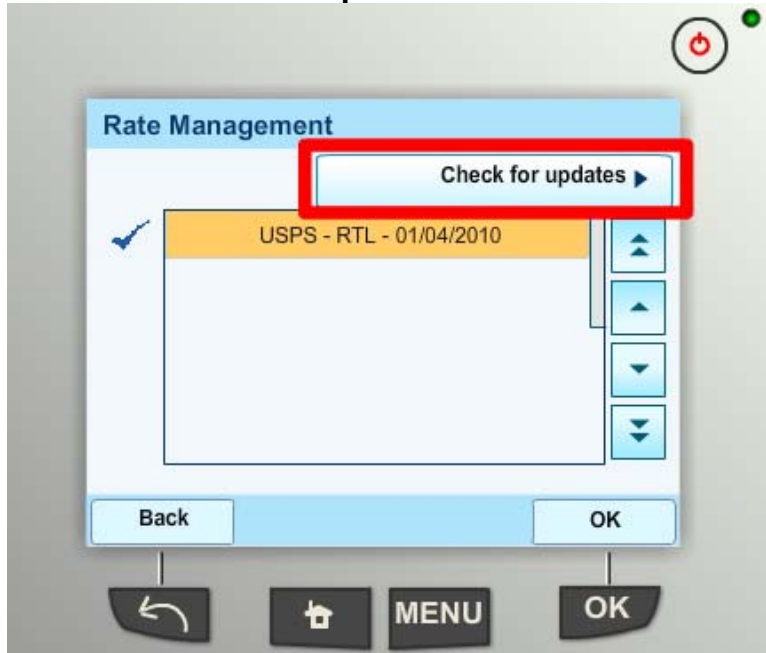 Rate Management
Check for updates
USPS - RTL - 01/04/2010
Back
OK
MENU
OK